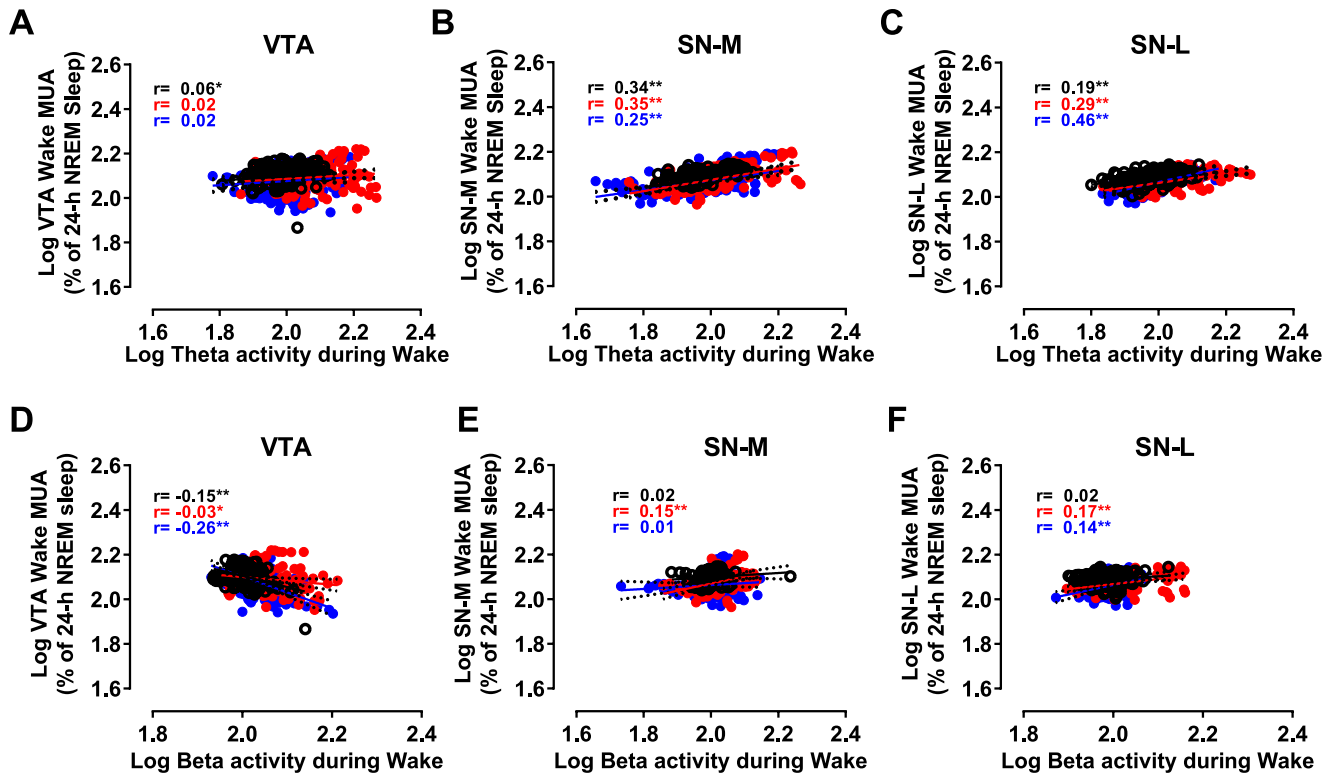 A
VTA
Log VTA Wake MUA
(% of 24-h NREM Sleep)
2.6
2.4
2.2
2.0
1.8
1.6
r= 0.06*
r= 0.02
r= 0.02
1.6 1.8 2.0 2.2 2.4
Log Theta activity during Wake
B
SN-M
Log SN-M Wake MUA
(% of 24-h NREM Sleep)
2.6
2.4
2.2
2.0
1.8
1.6
r= 0.34**
r= 0.35**
r= 0.25**
1.6 1.8 2.0 2.2 2.4
Log Theta activity during Wake
C
SN-L
Log SN-L Wake MUA
(% of 24-h NREM Sleep)
2.6
2.4
2.2
2.0
1.8
1.6
r= 0.19**
r= 0.29**
r= 0.46**
1.6 1.8 2.0 2.2 2.4
Log Theta activity during Wake
D
VTA
Log VTA Wake MUA
(% of 24-h NREM sleep)
2.6
2.4
2.2
2.0
1.8
1.6
r= -0.15**
r= -0.03*
r= -0.26**
1.8 2.0 2.2 2.4
Log Beta activity during Wake
E
SN-M
Log SN-M Wake MUA
(% of 24-h NREM sleep)
2.6
2.4
2.2
2.0
1.8
1.6
r= 0.02
r= 0.15**
r= 0.01
1.6 1.8 2.0 2.2 2.4
Log Beta activity during Wake
F
SN-L
Log SN-L Wake MUA
(% of 24-h NREM sleep)
2.6
2.4
2.2
2.0
1.8
1.6
r= 0.02
r= 0.17**
r= 0.14**
1.8 2.0 2.2 2.4
Log Beta activity during Wake